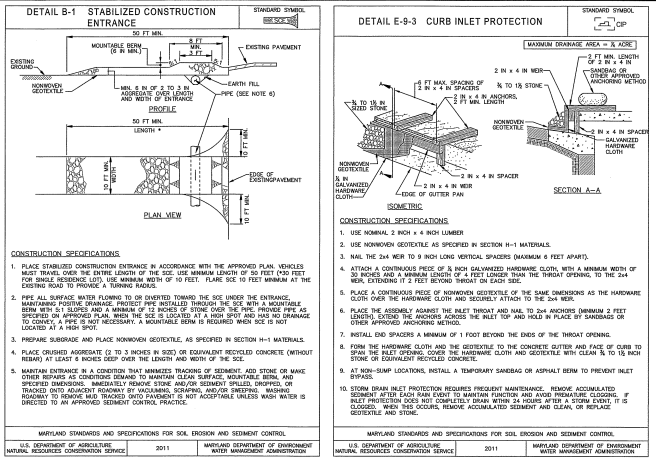 DETAIL B-1 STABILIZED CONSTRUCTION
ENTRANCE
STANDARD SYMBOL
SCE
50 FT MIN.
MOUNTABLE BERM
(6 IN MIN.)
8 FT
MIN.
3 FT
EXISTING PAVEMENT
EXISTING
GROUND
NONWOVEN
GEOTEXTILE
MIN. 6 IN OF 2 TO 3 IN
AGGREGATE OVER LENGTH
AND WIDTH OF ENTRANCE
EARTH FILL
PIPE (SEE NOTE 6)
PROFILE
50 FT MIN.
LENGTH *
10 FT MIN.
10 FT MIN.
WIDTH
10 FT MIN.
EDGE OF
EXISTING PAVEMENT
PLAN VIEW
CONSTRUCTION SPECIFICATIONS
1. PLACE STABILIZED CONSTRUCTION ENTRANCE IN ACCORDANCE WITH THE APPROVED PLAN. VEHICLES
MUST TRAVEL OVER THE ENTIRE LENGTH OF THE SCE. USE MINIMUM LENGTH OF 50 FEET (*30 FEET
FOR SINGLE RESIDENCE LOT). USE MINIMUM WIDTH OF 10 FEET. FLARE SCE 10 FEET MINIMUM AT THE
EXISTING ROAD TO PROVIDE A TURNING RADIUS.
2. PIPE ALL SURFACE WATER FLOWING TO OR DIVERTED TOWARD THE SCE UNDER THE ENTRANCE,
MAINTAINING POSITIVE DRAINAGE. PROTECT PIPE INSTALLED THROUGH THE SCE WITH A MOUNTABLE
BERM WITH 5:1 SLOPES AND A MINIMUM OF 12 INCHES OF STONE OVER THE PIPE. PROVIDE PIPE AS
SPECIFIED ON APPROVED PLAN. WHEN THE SCE IS LOCATED AT A HIGH SPOT AND HAS NO DRAINAGE
TO CONVEY, A PIPE IS NOT NECESSARY. A MOUNTABLE BERM IS REQUIRED WHEN SCE IS NOT
LOCATED AT A HIGH SPOT.
3. PREPARE SUBGRADE AND PLACE NONWOVEN GEOTEXTILE, AS SPECIFIED IN SECTION H-1 MATERIALS.
4. PLACE CRUSHED AGGREGATE (2 TO 3 INCHES IN SIZE) OR EQUIVALENT RECYCLED CONCRETE (WITHOUT
REBAR) AT LEAST 6 INCHES DEEP OVER THE LENGTH AND WIDTH OF THE SCE.
5. MAINTAIN ENTRANCE IN A CONDITION THAT MINIMIZES TRACKING OF SEDIMENT. ADD STONE OR MAKE
OTHER REPAIRS AS CONDITIONS DEMAND TO MAINTAIN CLEAN SURFACE, MOUNTABLE BERM, AND
SPECIFIED DIMENSIONS. IMMEDIATELY REMOVE STONE AND/OR SEDIMENT SPILLED, DROPPED, OR
TRACKED ONTO ADJACENT ROADWAY BY VACUUMING, SCRAPING, AND/OR SWEEPING. WASHING
ROADWAY TO REMOVE MUD TRACKED ONTO PAVEMENT IS NOT ACCEPTABLE UNLESS WASH WATER IS
DIRECTED TO AN APPROVED SEDIMENT CONTROL PRACTICE.
MARYLAND STANDARDS AND SPECIFICATIONS FOR SOIL EROSION AND SEDIMENT CONTROL
U.S. DEPARTMENT OF AGRICULTURE
NATURAL RESOURCES CONSERVATION SERVICE
2011
MARYLAND DEPARTMENT OF ENVIRONMENT
WATER MANAGEMENT ADMINISTRATION
DETAIL E-9-3 CURB INLET PROTECTION
STANDARD SYMBOL
CIP
MAXIMUM DRAINAGE AREA = ¼ ACRE
2 FT MIN. LENGTH
OF 2 IN x 4 IN
SANDBAG OR
OTHER APPROVED
ANCHORING METHOD
2 IN x 4 IN WEIR
¾ TO 1½ STONE
6 FT MAX. SPACING OF
2 IN x 4 IN SPACERS
2 IN x 4 IN ANCHORS,
2 FT MIN. LENGTH
¾ TO 1½ IN
SIZED STONE
A
NONWOVEN
GEOTEXTILE
2 IN x 4 IN SPACER
GALVANIZED
HARDWARE
CLOTH
NONWOVEN
GEOTEXTILE
A
2 IN x 4 IN SPACER
GALVANIZED
HARDWARE
CLOTH
2 IN x 4 IN WEIR
EDGE OF GUTTER PAN
SECTION A-A
ISOMETRIC
CONSTRUCTION SPECIFICATIONS
1. USE NOMINAL 2 INCH x 4 INCH LUMBER
2. USE NONWOVEN GEOTEXTILE AS SPECIFIED IN SECTION H-1 MATERIALS.
3. NAIL THE 2x4 WEIR TO 9 INCH LONG VERTICAL SPACERS (MAXIMUM 6 FEET APART).
4. ATTACH A CONTINUOUS PIECE OF ¼ INCH GALVANIZED HARDWARE CLOTH, WITH A MINIMUM WIDTH OF
30 INCHES AND A MINIMUM LENGTH OF 4 FEET LONGER THAN THE THROAT OPENING, TO THE 2x4
WEIR, EXTENDING IT 2 FEET BEYOND THROAT ON EACH SIDE.
5. PLACE A CONTINUOUS PIECE OF NONWOVEN GEOTEXTILE OF THE SAME DIMENSIONS AS THE HARDWARE
CLOTH OVER THE HARDWARE CLOTH AND SECURELY ATTACH TO THE 2x4 WEIR.
6. PLACE THE ASSEMBLY AGAINST THE INLET THROAT AND NAIL TO 2x4 ANCHORS (MINIMUM 2 FEET
LENGTH). EXTEND THE ANCHORS ACROSS THE INLET TOP AND HOLD IN PLACE BY SANDBAGS OR
OTHER APPROVED ANCHORING METHOD.
7. INSTALL END SPACERS A MINIMUM OF 1 FOOT BEYOND THE ENDS OF THE THROAT OPENING.
8. FORM THE HARDWARE CLOTH AND THE GEOTEXTILE TO THE CONCRETE GUTTER AND FACE OF CURB TO
SPAN THE INLET OPENING. COVER THE HARDWARE CLOTH AND GEOTEXTILE WITH CLEAN ¾ TO 1½ INCH
STONE OR EQUIVALENT RECYCLED CONCRETE.
9. AT NON-SUMP LOCATIONS, INSTALL A TEMPORARY SANDBAG OR ASPHALT BERM TO PREVENT INLET
BYPASS.
10. STORM DRAIN INLET PROTECTION REQUIRES FREQUENT MAINTENANCE. REMOVE ACCUMULATED
SEDIMENT AFTER EACH RAIN EVENT TO MAINTAIN FUNCTION AND AVOID PREMATURE CLOGGING. IF
INLET PROTECTION DOES NOT COMPLETELY DRAIN WITHIN 24 HOURS AFTER A STORM EVENT, IT IS
CLOGGED. WHEN THIS OCCURS, REMOVE ACCUMULATED SEDIMENT AND CLEAN, OR REPLACE
GEOTEXTILE AND STONE.
MARYLAND STANDARDS AND SPECIFICATIONS FOR SOIL EROSION AND SEDIMENT CONTROL
U.S. DEPARTMENT OF AGRICULTURE
NATURAL RESOURCES CONSERVATION SERVICE
2011
MARYLAND DEPARTMENT OF ENVIRONMENT
WATER MANAGEMENT ADMINISTRATION